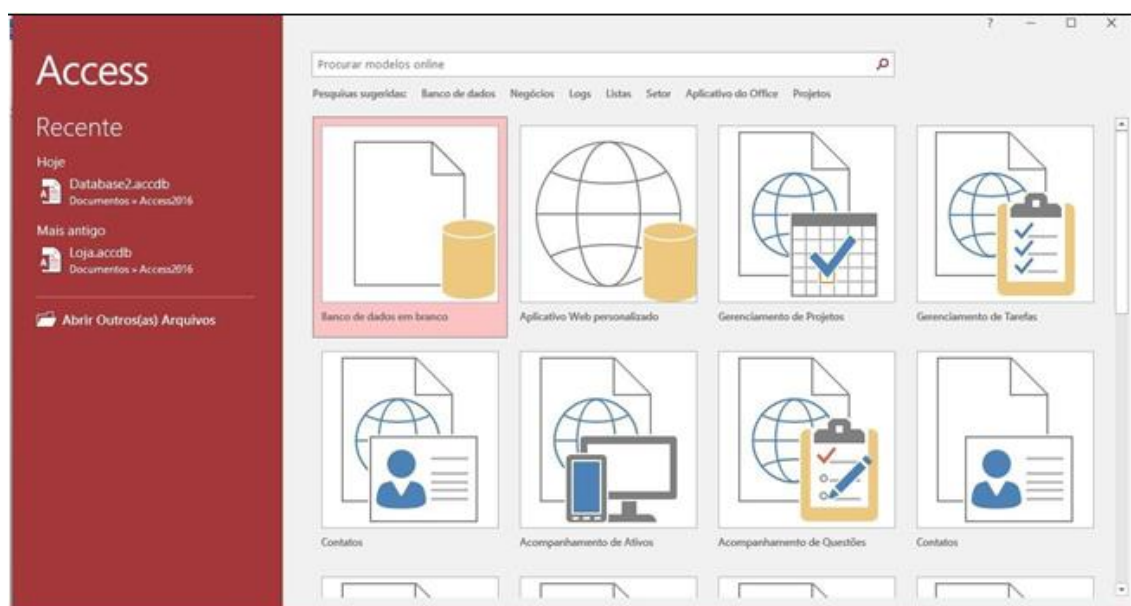 Access
Recente
Hoje
Database2.accdb
Documentos » Access2016
Mais antigo
Loja.accdb
Documentos » Access2016
Abrir Outros(as) Arquivos
?
Procurar modelos online
Pesquisas sugeridas: Banco de dados Negócios Logs Listas Setor Aplicativo do Office Projetos
Banco de dados em branco
Aplicativo Web personalizado
Gerenciamento de Projetos
Gerenciamento de Tarefas
Contatos
Acompanhamento de Ativos
Acompanhamento de Questões
Contatos